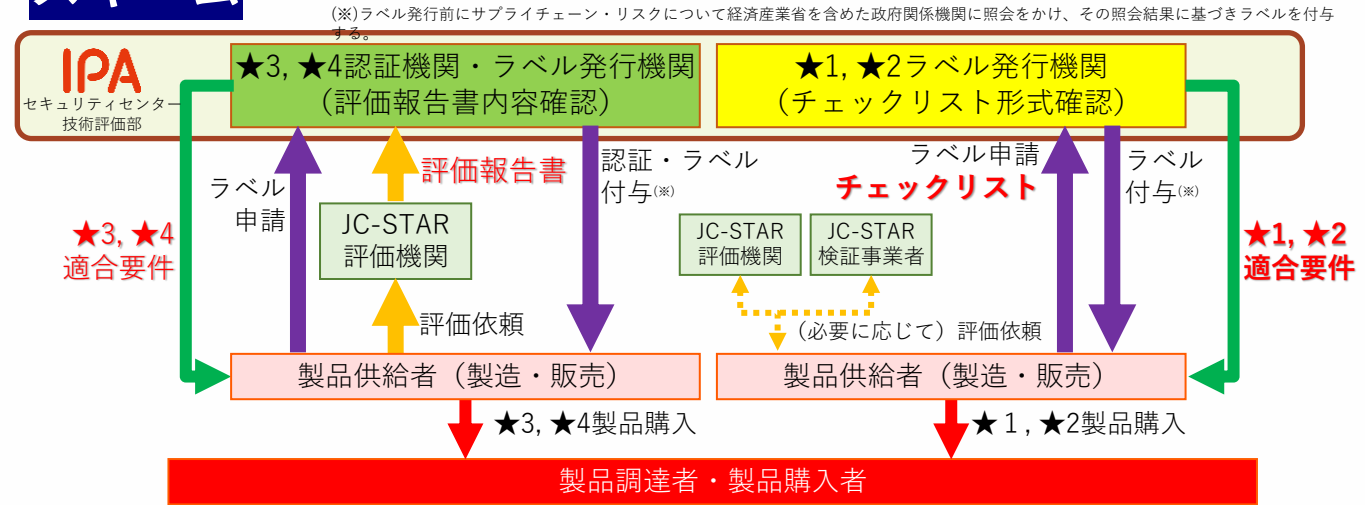 (※)ラベル発行前にサプライチェーン・リスクについて経済産業省を含めた政府関係機関に照会をかけ、その照会結果に基づきラベルを付与
する。
IPA
セキュリティセンター
技術評価部
★3, ★4認証機関・ラベル発行機関
(評価報告書内容確認)
★1, ★2ラベル発行機関
(チェックリスト形式確認)
ラベル
申請
評価報告書
認証・ラベル
付与(※)
ラベル申請
チェックリスト
ラベル
付与(※)
★3, ★4
適合要件
JC-STAR
評価機関
JC-STAR
評価機関
JC-STAR
検証事業者
★1, ★2
適合要件
評価依頼
(必要に応じて) 評価依頼
製品供給者(製造・販売)
製品供給者(製造・販売)
★3, ★4製品購入
★１, ★2製品購入
製品調達者・製品購入者